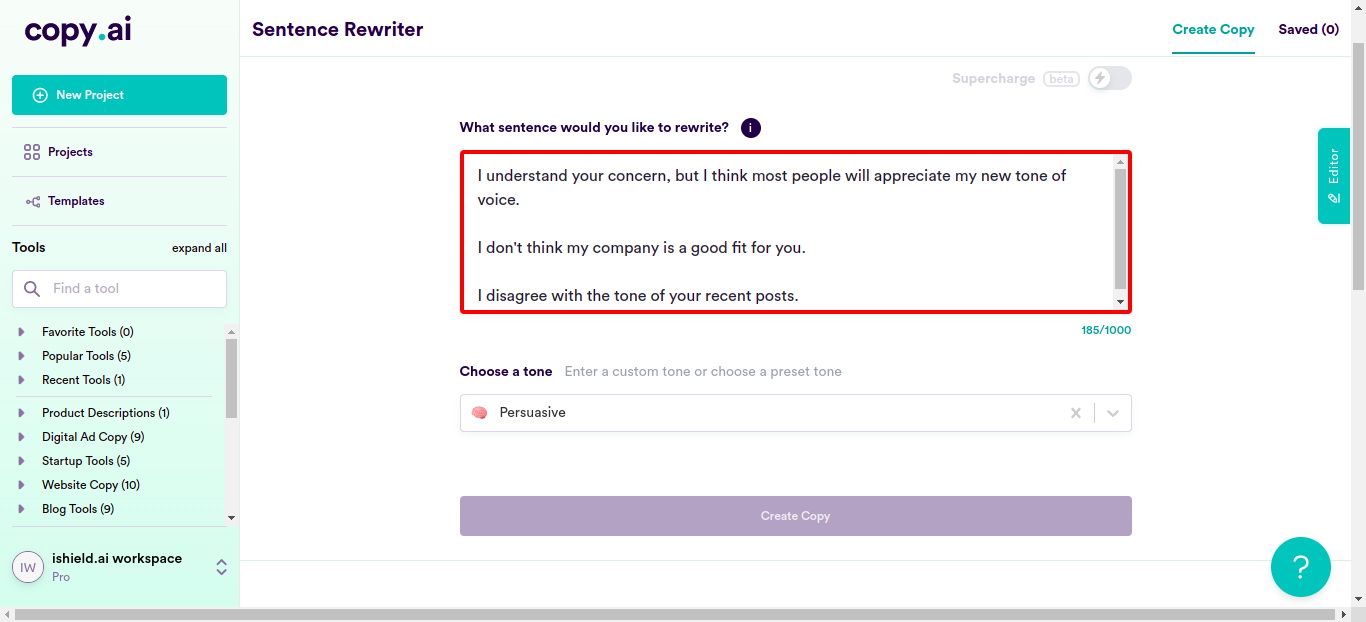 copy.ai
New Project
Projects
Templates
Tools
expand all
Find a tool
Favorite Tools (0)
Popular Tools (5)
Recent Tools (1)
Product Descriptions (1)
Digital Ad Copy (9)
Startup Tools (5)
Website Copy (10)
Blog Tools (9)
IW
ishield.ai workspace
Pro
Sentence Rewriter
Create Copy
Saved (0)
Supercharge beta
What sentence would you like to rewrite? i
I understand your concern, but I think most people will appreciate my new tone of
voice.
I don't think my company is a good fit for you.
I disagree with the tone of your recent posts.
185/1000
Choose a tone Enter a custom tone or choose a preset tone
Persuasive
Create Copy
Editor
?